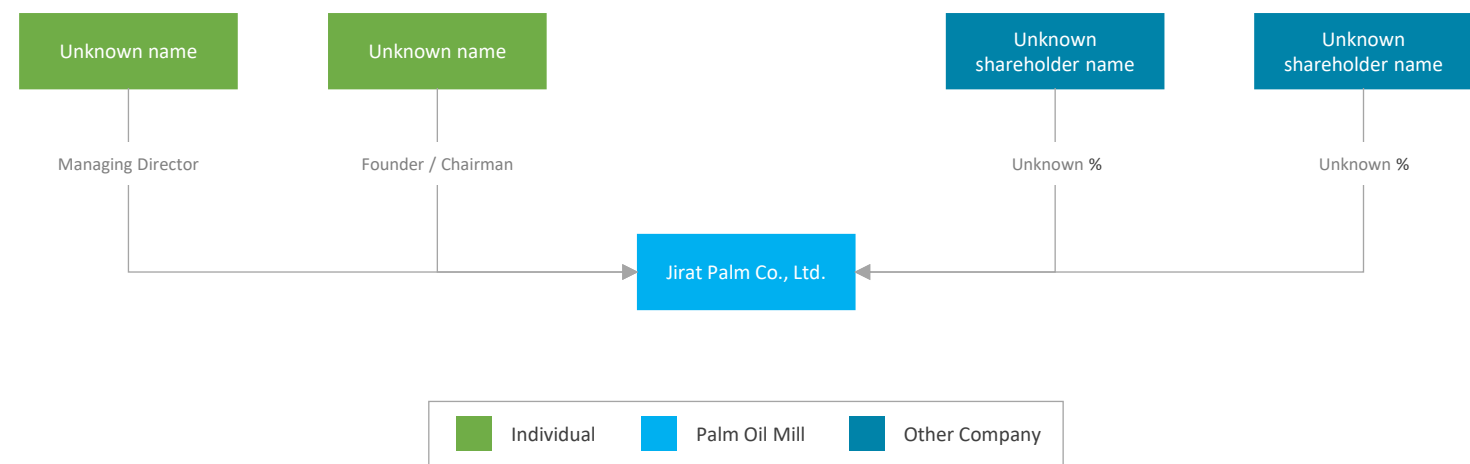 Unknown name
Unknown name
Unknown
shareholder name
Unknown
shareholder name
Managing Director
Founder / Chairman
Unknown %
Unknown %
Jirat Palm Co., Ltd.
Individual
Palm Oil Mill
Other Company